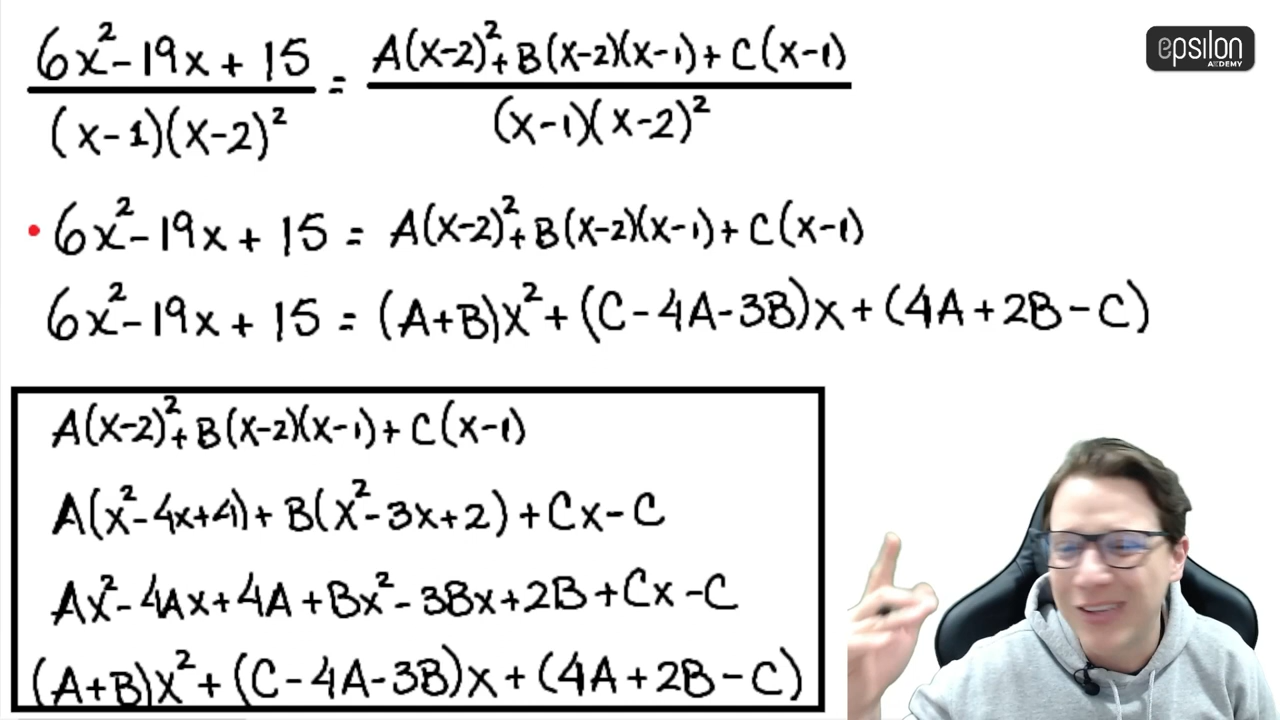 6x² - 19x + 15 / (x-1)(x-2)² = A(x-2)² + B(x-2)(x-1) + C(x-1) / (x-1)(x-2)²
epsilon
ACADEMY
• 6x² - 19x + 15 = A(x-2)² + B(x-2)(x-1) + C(x-1)
6x² - 19x + 15 = (A+B)x² + (C - 4A - 3B)x + (4A + 2B - C)
A(x-2)² + B(x-2)(x-1) + C(x-1)
A(x² - 4x + 4) + B(x² - 3x + 2) + Cx - C
Ax² - 4Ax + 4A + Bx² - 3Bx + 2B + Cx - C
(A+B)x² + (C - 4A - 3B)x + (4A + 2B - C)